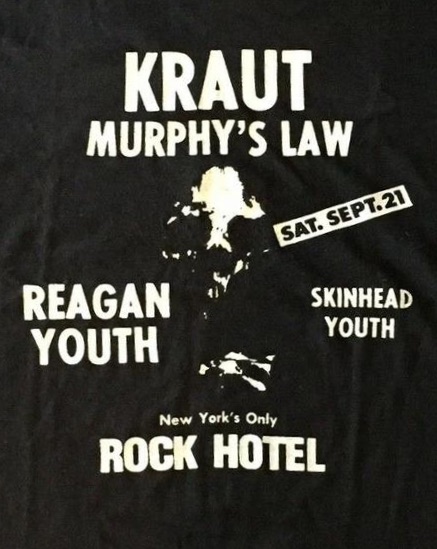 KRAUT
MURPHY'S LAW
SAT. SEPT. 21
REAGAN
YOUTH
SKINHEAD
YOUTH
New York's Only
ROCK HOTEL